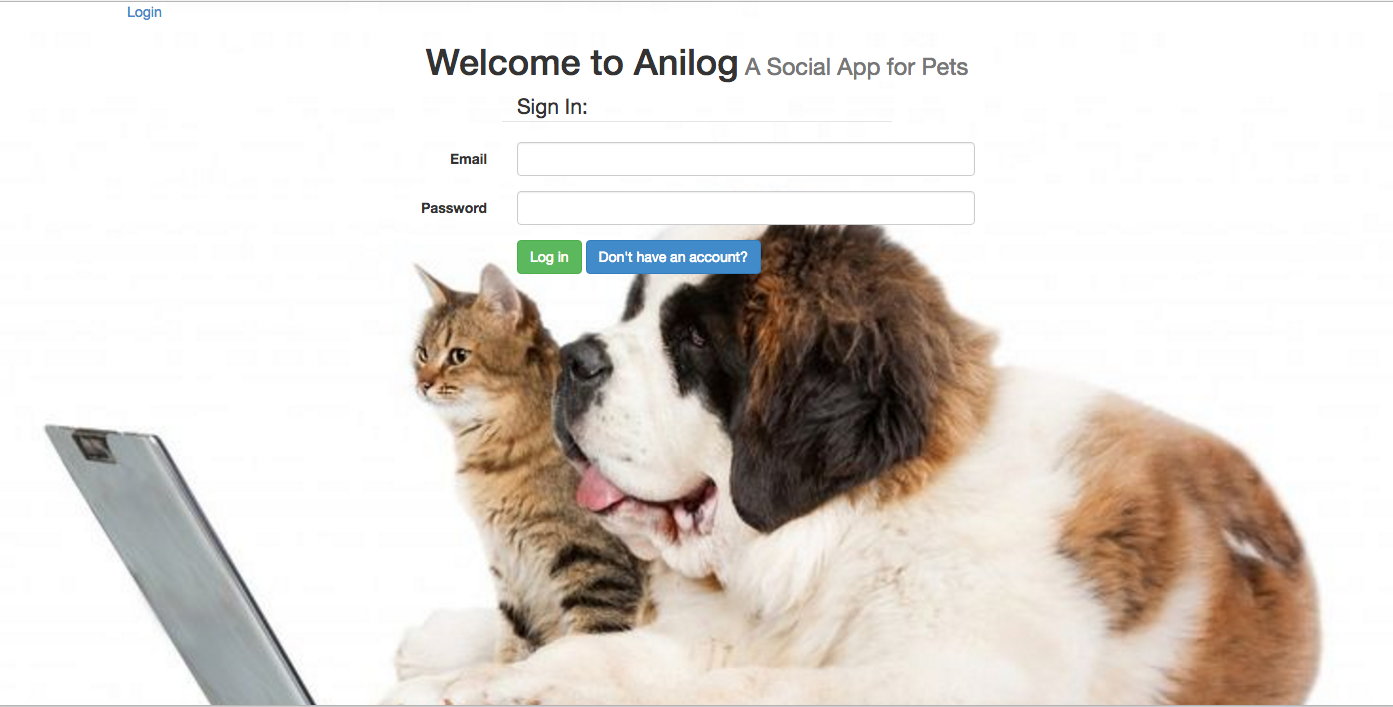 Login
Welcome to Anilog A Social App for Pets
Sign In:
Email
Password
Log in Don't have an account?